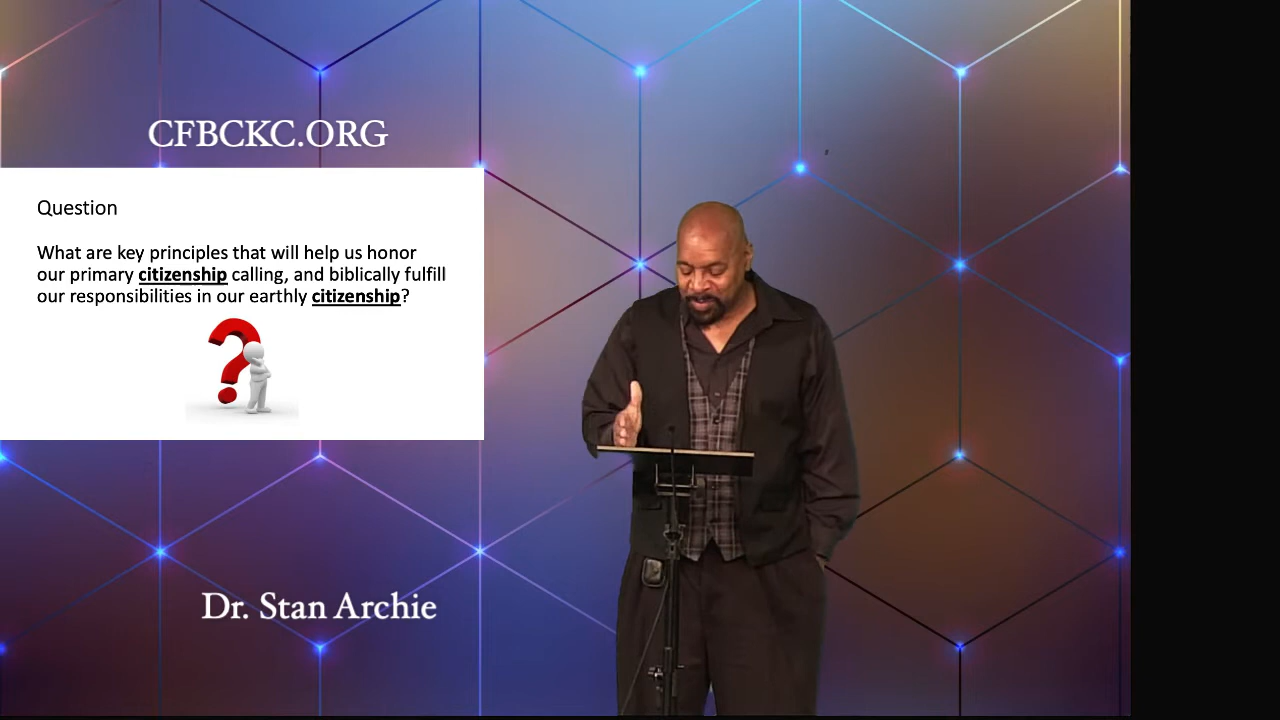 CFBCKC.ORG
Question
What are key principles that will help us honor
our primary citizenship calling, and biblically fulfill
our responsibilities in our earthly citizenship?
Dr. Stan Archie